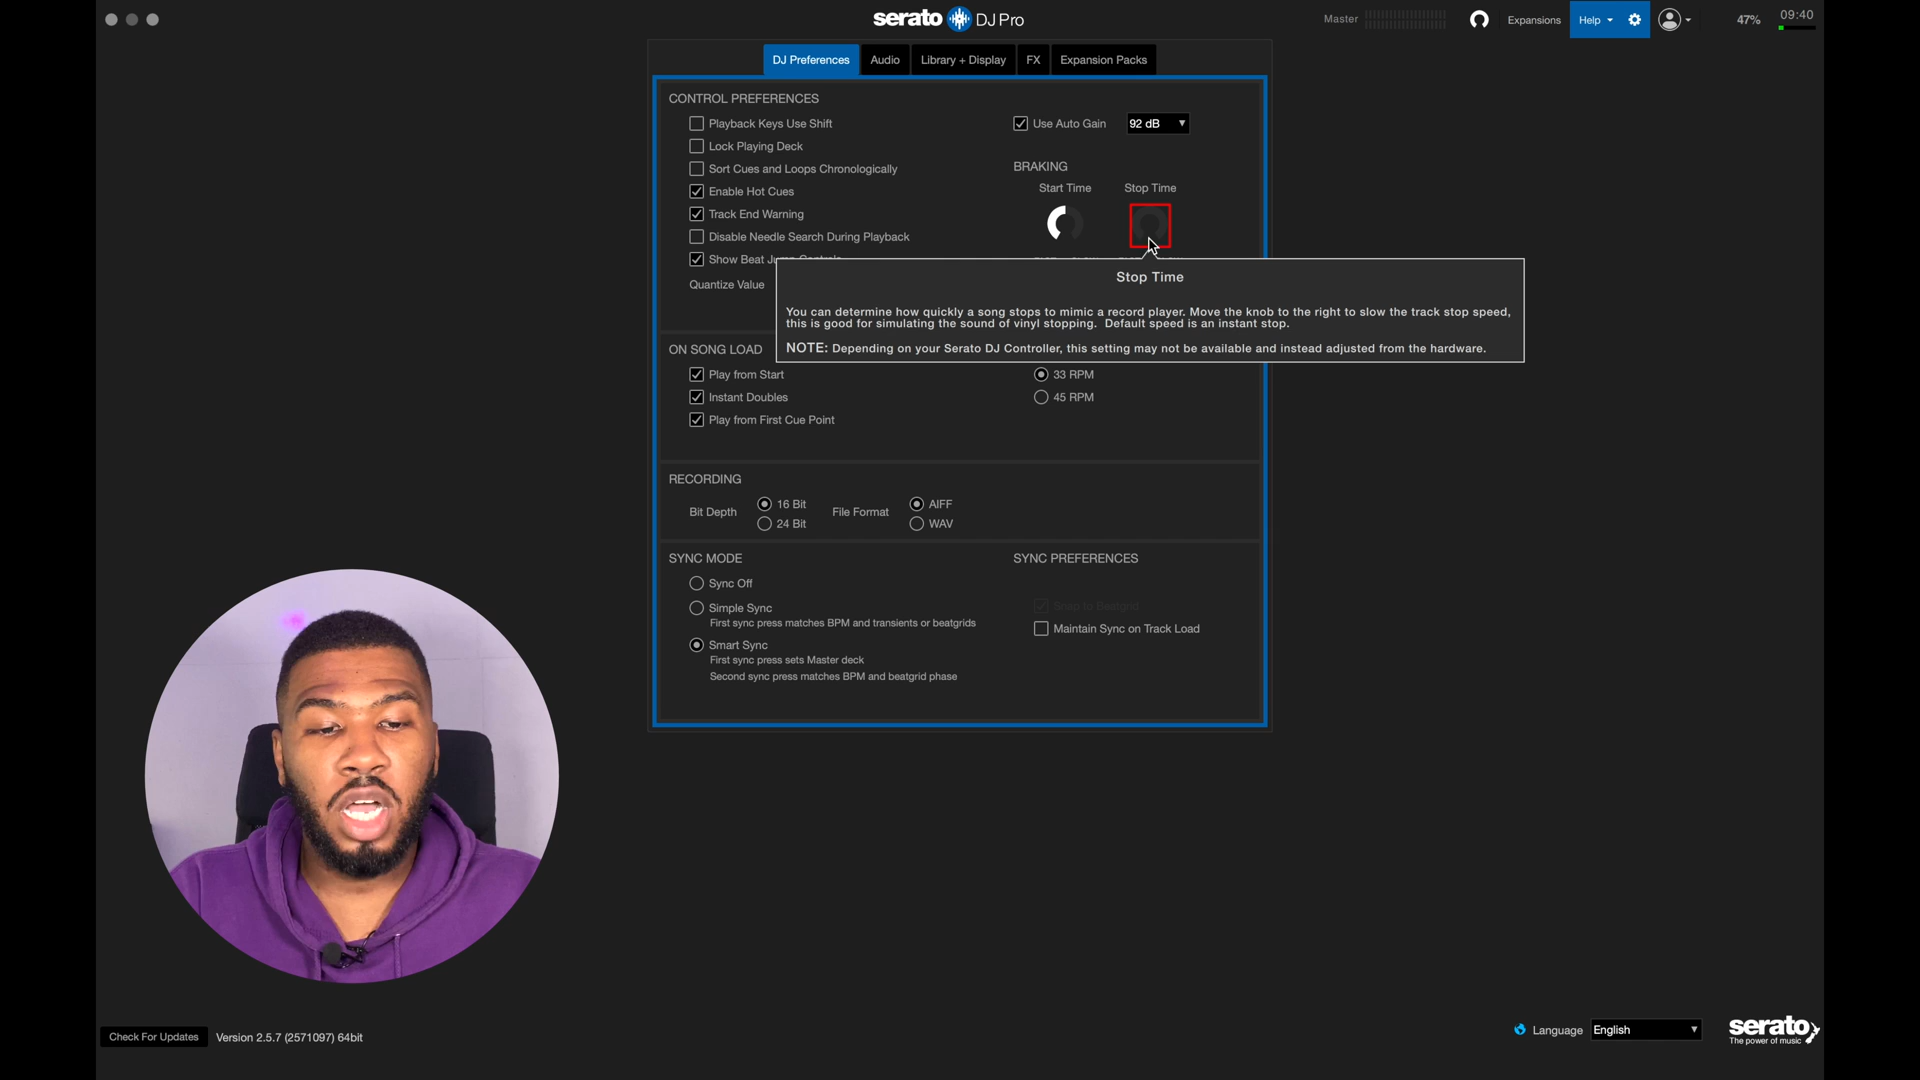 serato DJ Pro
Master
Expansions
Help
47%
09:40
DJ Preferences
Audio
Library + Display
FX
Expansion Packs
CONTROL PREFERENCES
Playback Keys Use Shift
Lock Playing Deck
Sort Cues and Loops Chronologically
Enable Hot Cues
Track End Warning
Disable Needle Search During Playback
Show Beat Jump Controls
Quantize Value
Use Auto Gain
92 dB
BRAKING
Start Time
Stop Time
Stop Time
You can determine how quickly a song stops to mimic a record player. Move the knob to the right to slow the track stop speed,
this is good for simulating the sound of vinyl stopping. Default speed is an instant stop.
NOTE: Depending on your Serato DJ Controller, this setting may not be available and instead adjusted from the hardware.
ON SONG LOAD
Play from Start
Instant Doubles
Play from First Cue Point
33 RPM
45 RPM
RECORDING
Bit Depth
16 Bit
24 Bit
File Format
AIFF
WAV
SYNC MODE
Sync Off
Simple Sync
First sync press matches BPM and transients or beatgrids
Smart Sync
First sync press sets Master deck
Second sync press matches BPM and beatgrid phase
SYNC PREFERENCES
Snap to Beatgrid
Maintain Sync on Track Load
Check For Updates
Version 2.5.7 (2571097) 64bit
Language
English
serato
The power of music